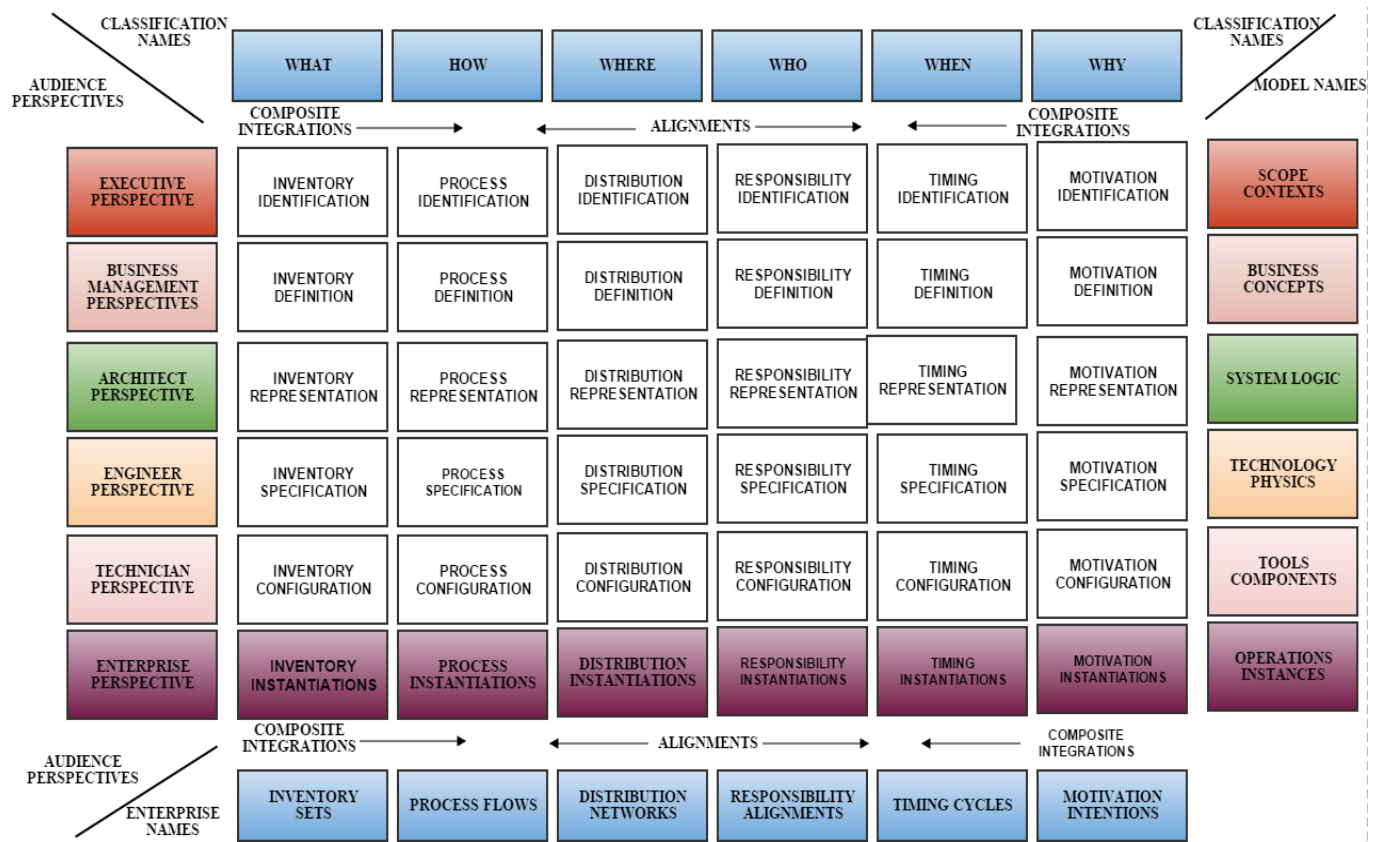 CLASSIFICATION
NAMES
AUDIENCE
PERSPECTIVES
WHAT
HOW
WHERE
WHO
WHEN
WHY
CLASSIFICATION
NAMES
MODEL NAMES
COMPOSITE
INTEGRATIONS
ALIGNMENTS
COMPOSITE
INTEGRATIONS
EXECUTIVE
PERSPECTIVE
INVENTORY
IDENTIFICATION
PROCESS
IDENTIFICATION
DISTRIBUTION
IDENTIFICATION
RESPONSIBILITY
IDENTIFICATION
TIMING
IDENTIFICATION
MOTIVATION
IDENTIFICATION
SCOPE
CONTEXTS
BUSINESS
MANAGEMENT
PERSPECTIVES
INVENTORY
DEFINITION
PROCESS
DEFINITION
DISTRIBUTION
DEFINITION
RESPONSIBILITY
DEFINITION
TIMING
DEFINITION
MOTIVATION
DEFINITION
BUSINESS
CONCEPTS
ARCHITECT
PERSPECTIVE
INVENTORY
REPRESENTATION
PROCESS
REPRESENTATION
DISTRIBUTION
REPRESENTATION
RESPONSIBILITY
REPRESENTATION
TIMING
REPRESENTATION
MOTIVATION
REPRESENTATION
SYSTEM LOGIC
ENGINEER
PERSPECTIVE
INVENTORY
SPECIFICATION
PROCESS
SPECIFICATION
DISTRIBUTION
SPECIFICATION
RESPONSIBILITY
SPECIFICATION
TIMING
SPECIFICATION
MOTIVATION
SPECIFICATION
TECHNOLOGY
PHYSICS
TECHNICIAN
PERSPECTIVE
INVENTORY
CONFIGURATION
PROCESS
CONFIGURATION
DISTRIBUTION
CONFIGURATION
RESPONSIBILITY
CONFIGURATION
TIMING
CONFIGURATION
MOTIVATION
CONFIGURATION
TOOLS
COMPONENTS
ENTERPRISE
PERSPECTIVE
INVENTORY
INSTANTIATIONS
PROCESS
INSTANTIATIONS
DISTRIBUTION
INSTANTIATIONS
RESPONSIBILITY
INSTANTIATIONS
TIMING
INSTANTIATIONS
MOTIVATION
INSTANTIATIONS
OPERATIONS
INSTANCES
COMPOSITE
INTEGRATIONS
ALIGNMENTS
COMPOSITE
INTEGRATIONS
AUDIENCE
PERSPECTIVES
ENTERPRISE
NAMES
INVENTORY
SETS
PROCESS FLOWS
DISTRIBUTION
NETWORKS
RESPONSIBILITY
ALIGNMENTS
TIMING CYCLES
MOTIVATION
INTENTIONS